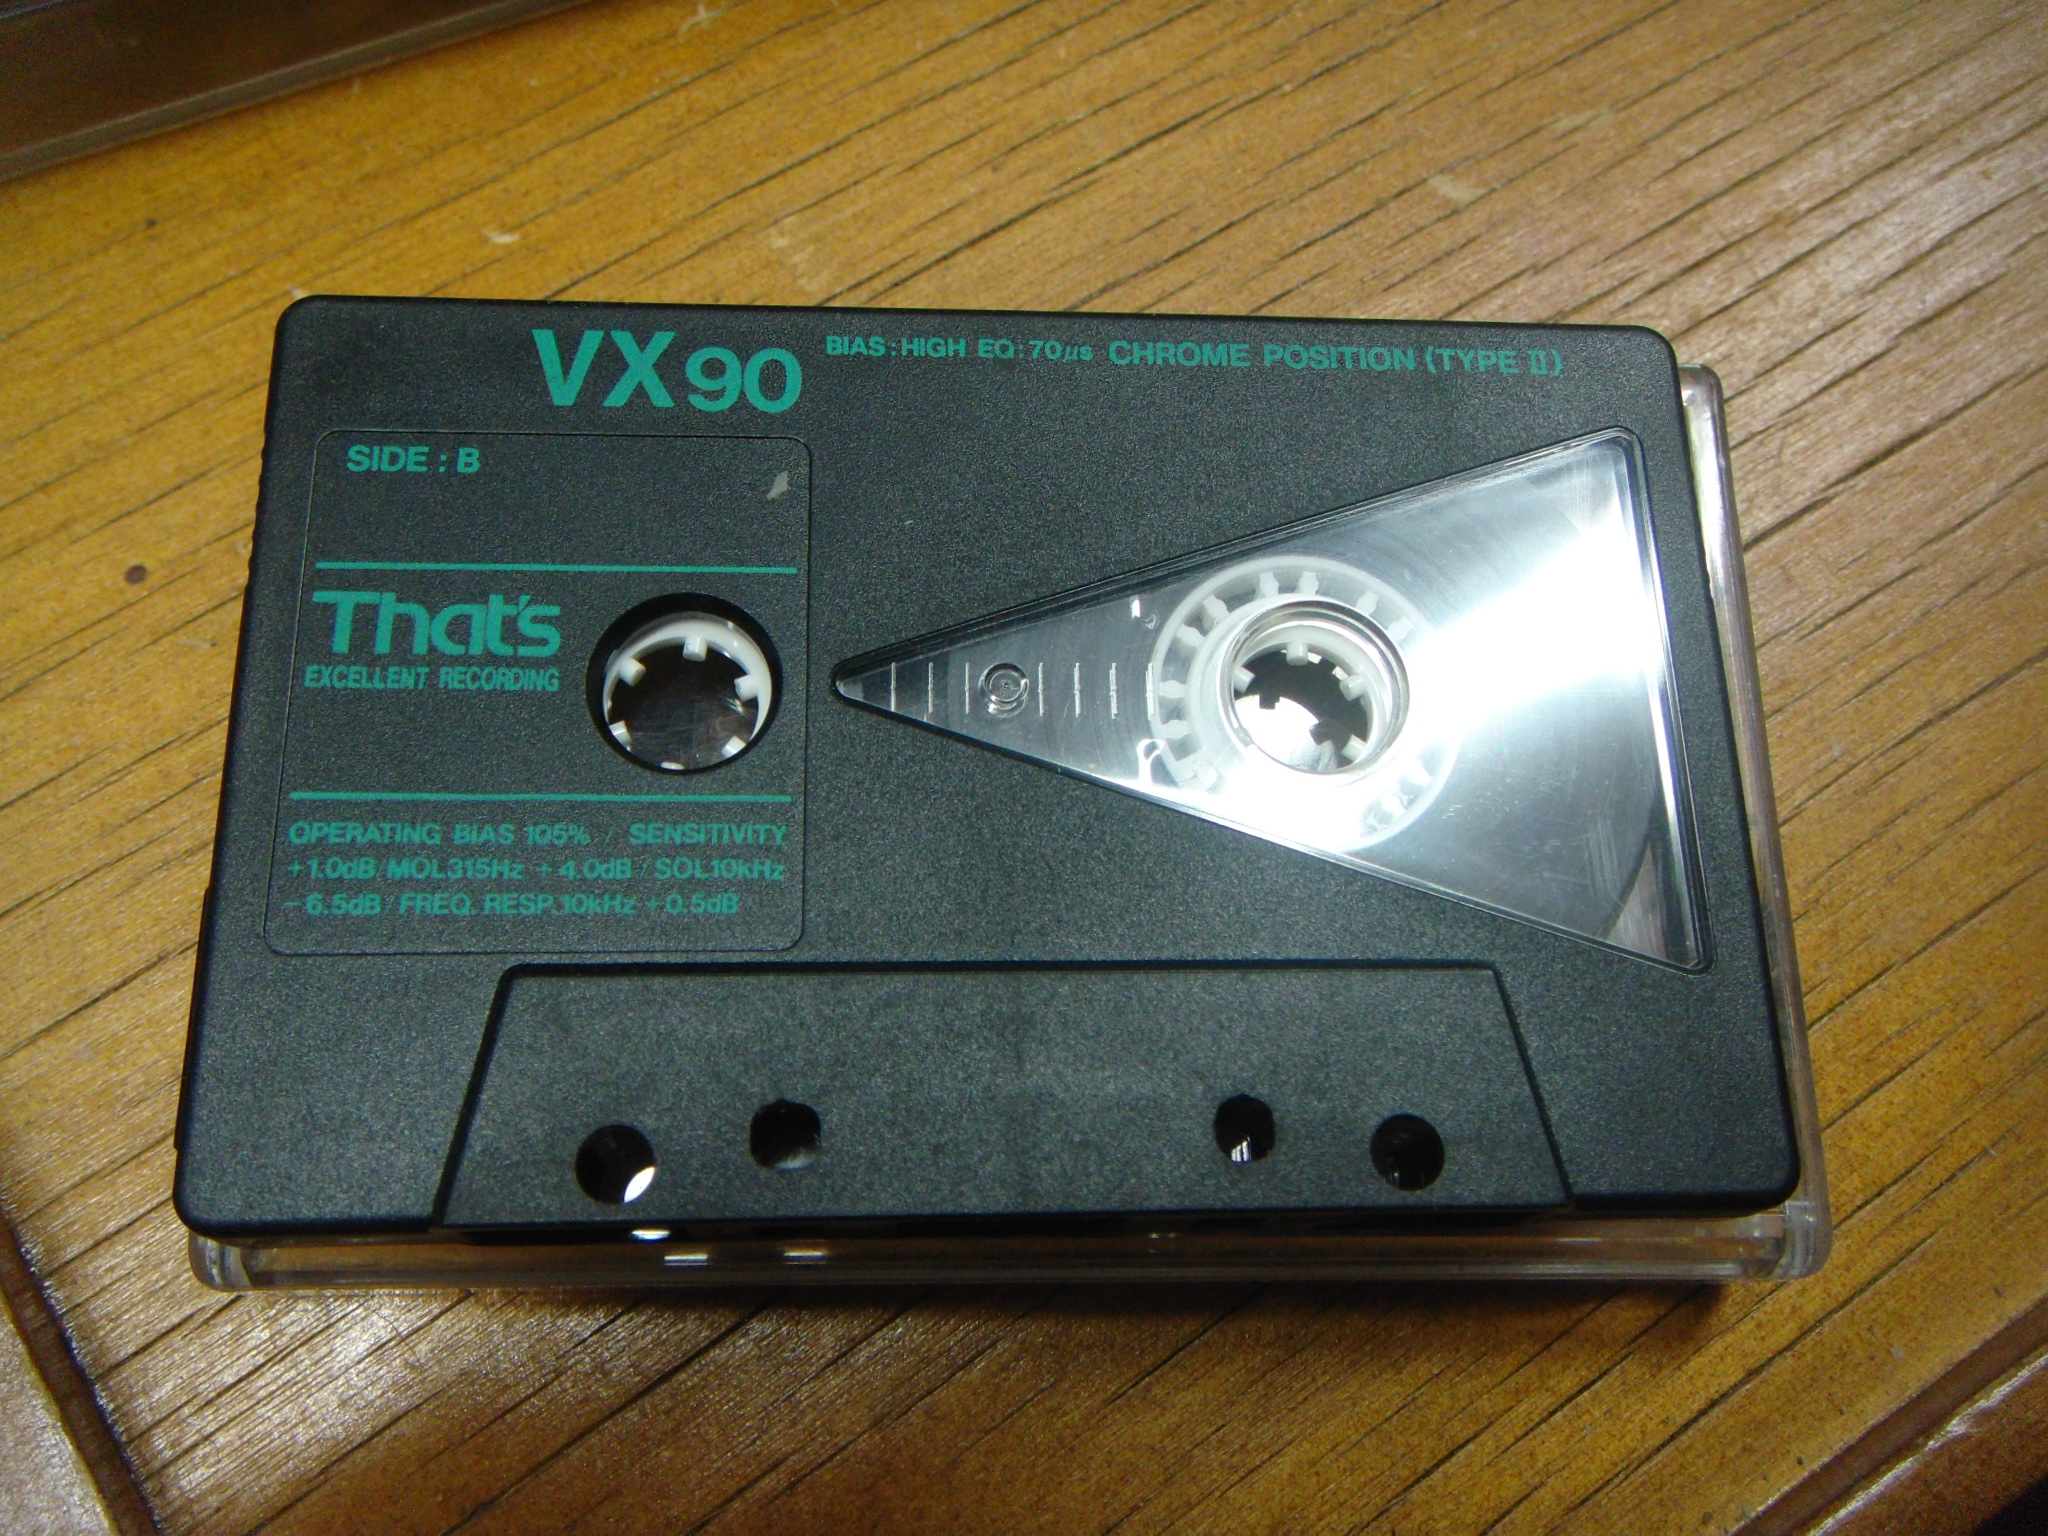 VX90 BIAS:HIGH EQ:70µs CHROME POSITION (TYPE II)
SIDE : B
That's
EXCELLENT RECORDING
OPERATING BIAS 105% / SENSITIVITY
+1.0dB/MOL315Hz +4.0dB/SOL10kHz
-6.5dB FREQ. RESP.10kHz +0.5dB